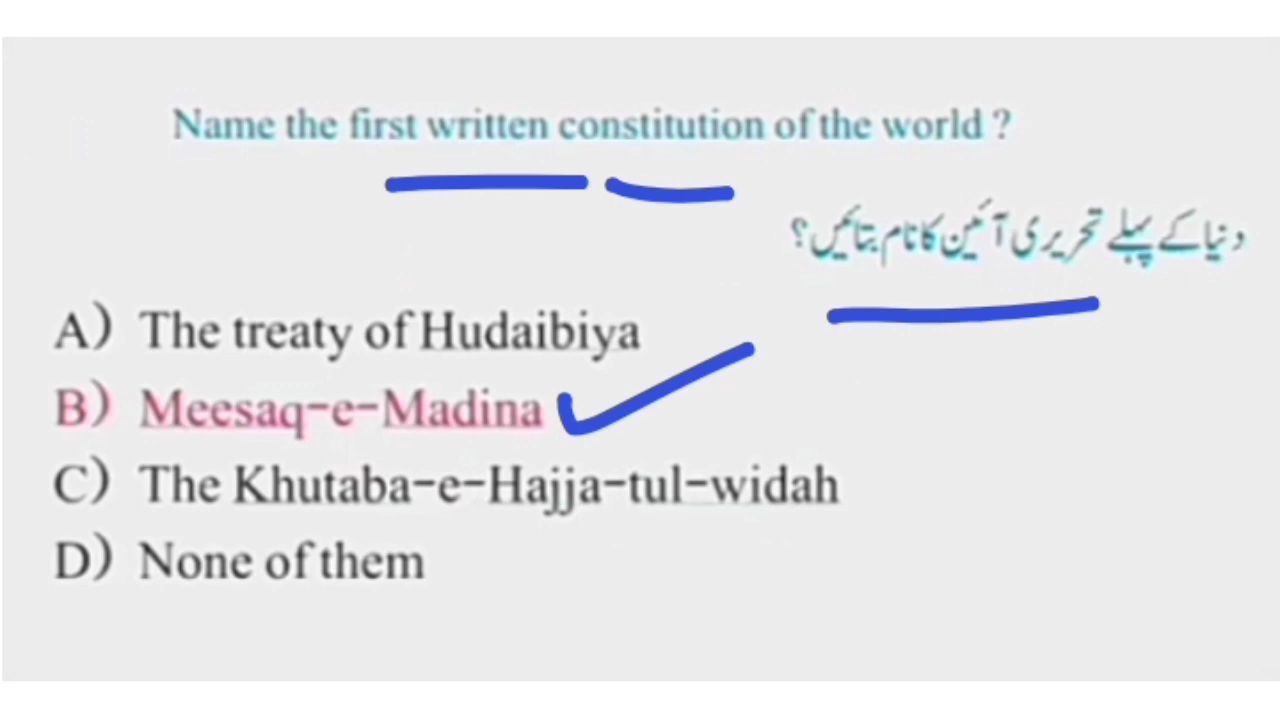 Name the first written constitution of the world ?
دنیا کے پہلے تحریری آئین کا نام بتائیں؟
A) The treaty of Hudaibiya
B) Meesaq-e-Madina
C) The Khutaba-e-Hajja-tul-widah
D) None of them